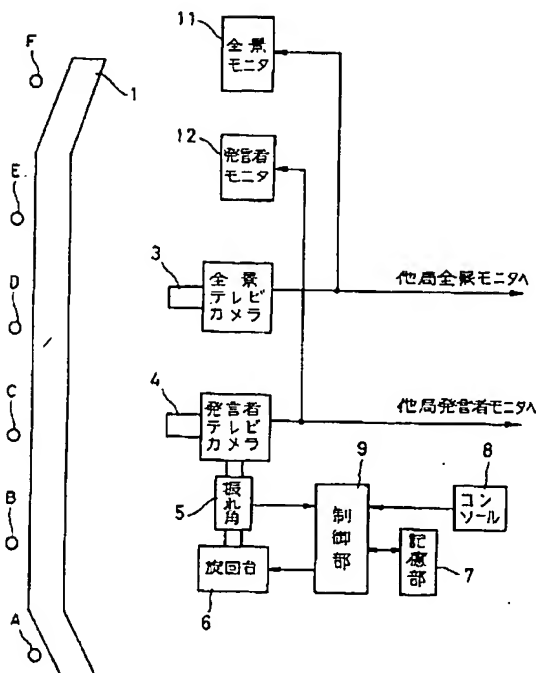 11
全景
モニタ
F
1
12
発言者
モニタ
E
3
全景
テレビ
カメラ
他局全景モニタへ
D
4
発言者
テレビ
カメラ
他局発言者モニタへ
C
9
8
5
振れ角
制御部
コン
ソール
B
記憶部
7
旋回台
6
A